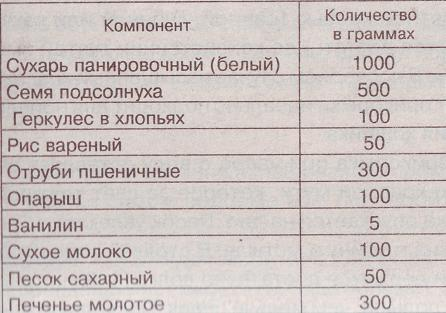 Компонент Количество
в граммах
Сухарь панировочный (белый) 1000
Семя подсолнуха 500
Геркулес в хлопьях 100
Рис вареный 50
Отруби пшеничные 300
Опарыш 100
Ванилин 5
Сухое молоко 100
Песок сахарный 50
Печенье молотое 300